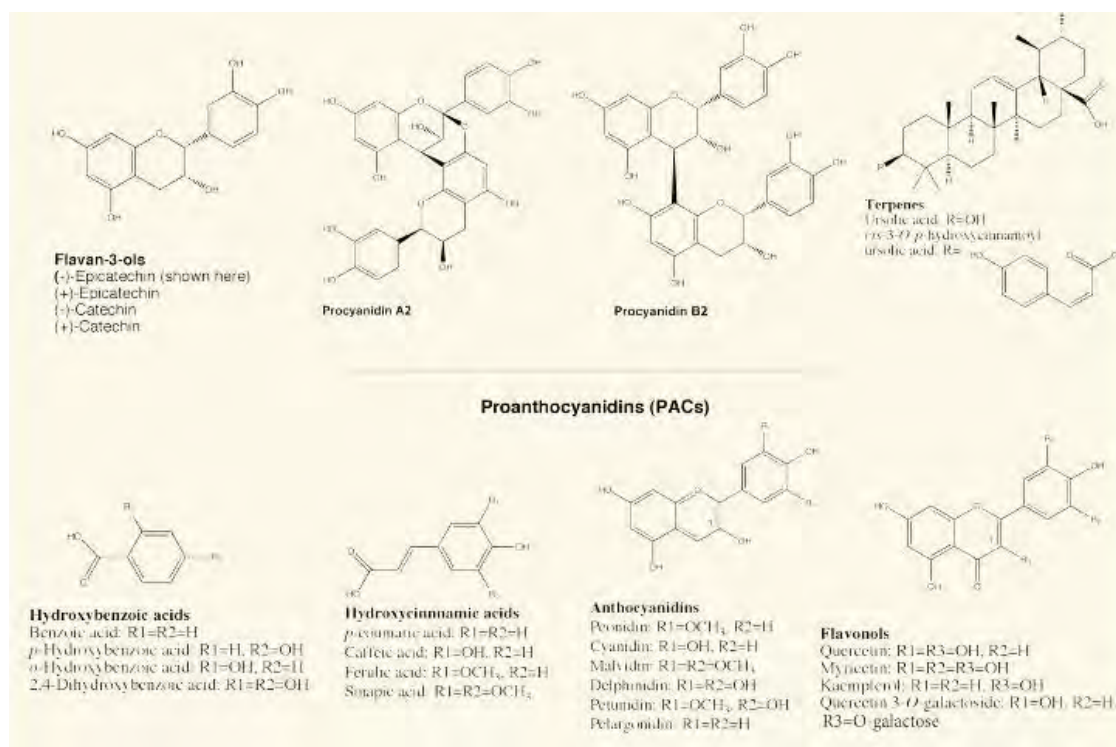 Flavan-3-ols
(-)-Epicatechin (shown here)
(+)-Epicatechin
(-)-Catechin
(+)-Catechin
Procyanidin A2
Procyanidin B2
Terpenes
Ursolic acid: R=OH
cis-3-O-p-hydroxycinnamoyl
ursolic acid: R=
Proanthocyanidins (PACs)
Hydroxybenzoic acids
Benzoic acid: R1=R2=H
p-Hydroxybenzoic acid: R1=H, R2=OH
o-Hydroxybenzoic acid: R1=OH, R2=H
2,4-Dihydroxybenzoic acid: R1=R2=OH
Hydroxycinnnamic acids
p-coumaric acid: R1=R2=H
Caffeic acid: R1=OH, R2=H
Ferulic acid: R1=OCH₃, R2=H
Sinapic acid: R1=R2=OCH₃
Anthocyanidins
Peonidin: R1=OCH₃, R2=H
Cyanidin: R1=OH, R2=H
Malvidin: R1=R2=OCH₃
Delphinidin: R1=R2=OH
Petunidin: R1=OCH₃, R2=OH
Pelargonidin: R1=R2=H
Flavonols
Quercetin: R1=R3=OH, R2=H
Myricetin: R1=R2=R3=OH
Kaempferol: R1=R2=H, R3=OH
Quercetin 3-O-galactoside: R1=OH, R2=H,
R3=O-galactose